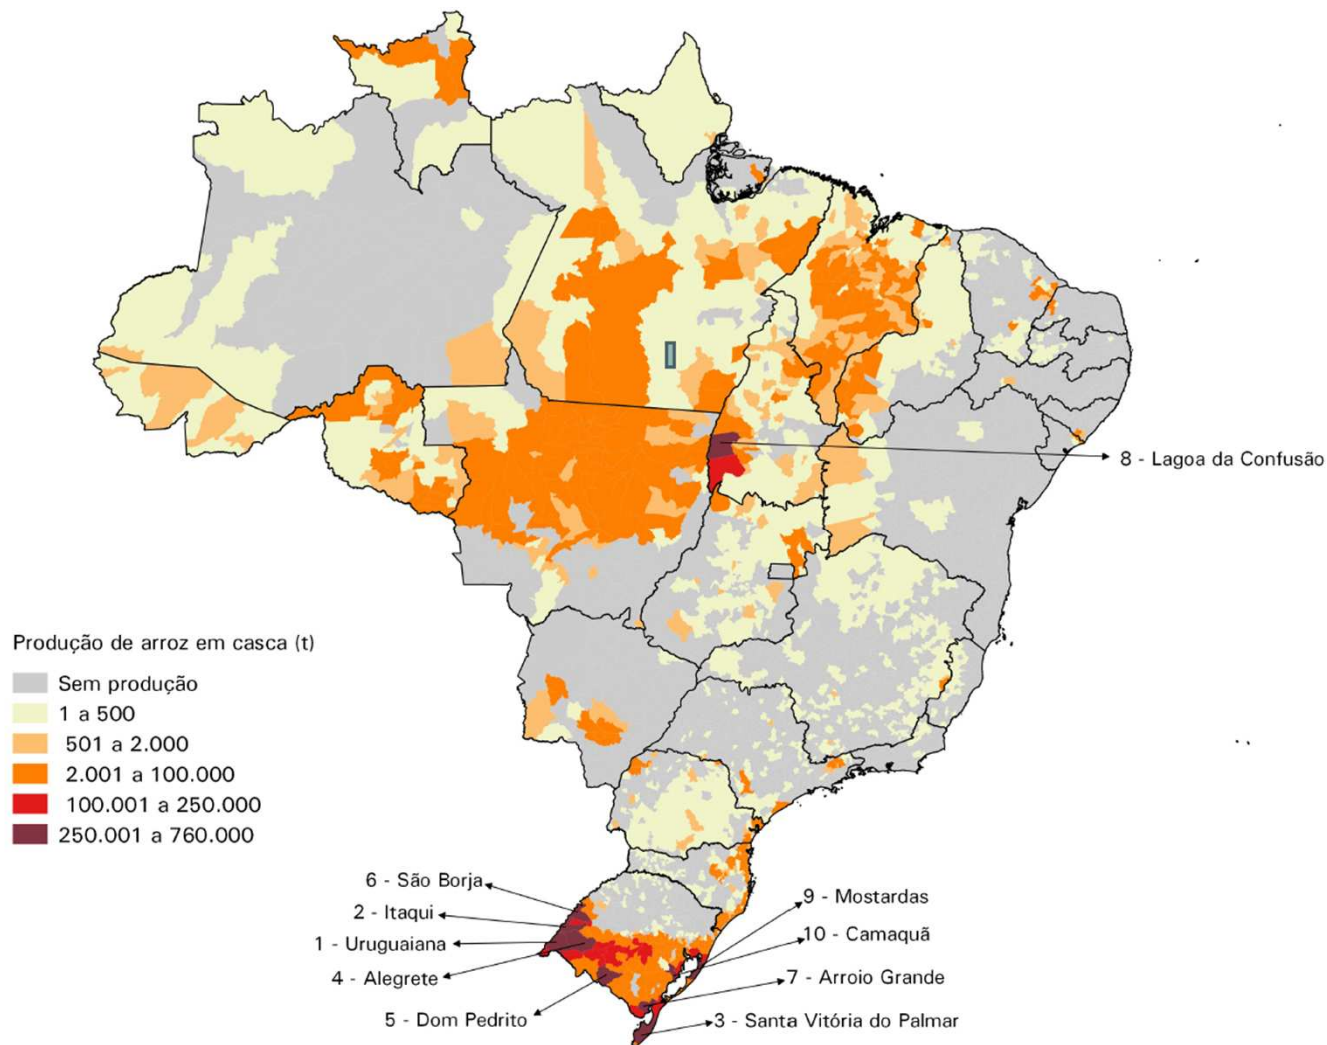 8 - Lagoa da Confusão
Produção de arroz em casca (t)
Sem produção
1 a 500
501 a 2.000
2.001 a 100.000
100.001 a 250.000
250.001 a 760.000
6 - São Borja
2 - Itaqui
1 - Uruguaiana
4 - Alegrete
5 - Dom Pedrito
9 - Mostardas
10 - Camaquã
7 - Arroio Grande
3 - Santa Vitória do Palmar